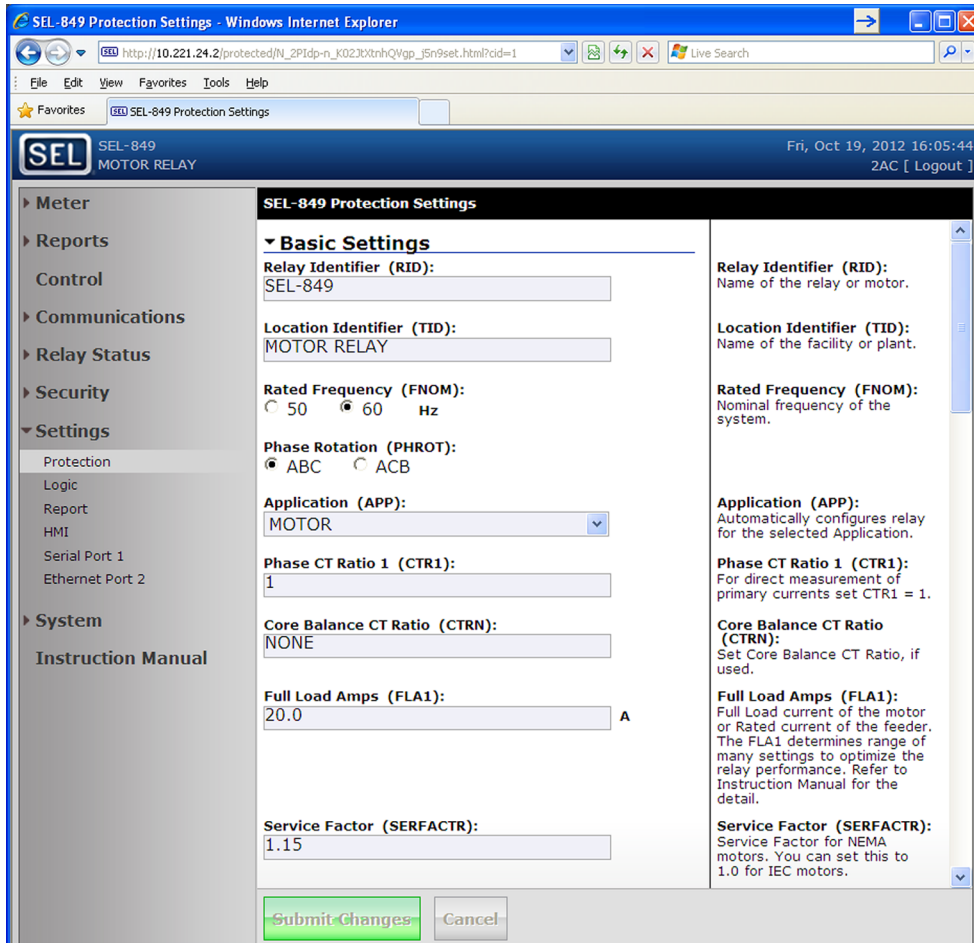 SEL-849 Protection Settings - Windows Internet Explorer
http://10.221.24.2/protected/N_2PIdp-n_K02JtXtnhQVgp_j5n9set.html?cid=1
Live Search
File Edit View Favorites Tools Help
Favorites
SEL SEL-849 Protection Settings
SEL
SEL-849
MOTOR RELAY
Fri, Oct 19, 2012 16:05:44
2AC [ Logout ]
Meter
Reports
Control
Communications
Relay Status
Security
Settings
Protection
Logic
Report
HMI
Serial Port 1
Ethernet Port 2
System
Instruction Manual
SEL-849 Protection Settings
Basic Settings
Relay Identifier (RID):
SEL-849
Relay Identifier (RID):
Name of the relay or motor.
Location Identifier (TID):
MOTOR RELAY
Location Identifier (TID):
Name of the facility or plant.
Rated Frequency (FNOM):
50 60 Hz
Rated Frequency (FNOM):
Nominal frequency of the
system.
Phase Rotation (PHROT):
ABC ACB
Application (APP):
MOTOR
Application (APP):
Automatically configures relay
for the selected Application.
Phase CT Ratio 1 (CTR1):
1
Phase CT Ratio 1 (CTR1):
For direct measurement of
primary currents set CTR1 = 1.
Core Balance CT Ratio (CTRN):
NONE
Core Balance CT Ratio
(CTRN):
Set Core Balance CT Ratio, if
used.
Full Load Amps (FLA1):
20.0 A
Full Load Amps (FLA1):
Full Load current of the motor
or Rated current of the feeder.
The FLA1 determines range of
many settings to optimize the
relay performance. Refer to
Instruction Manual for the
detail.
Service Factor (SERFACTR):
1.15
Service Factor (SERFACTR):
Service Factor for NEMA
motors. You can set this to
1.0 for IEC motors.
Submit Changes
Cancel